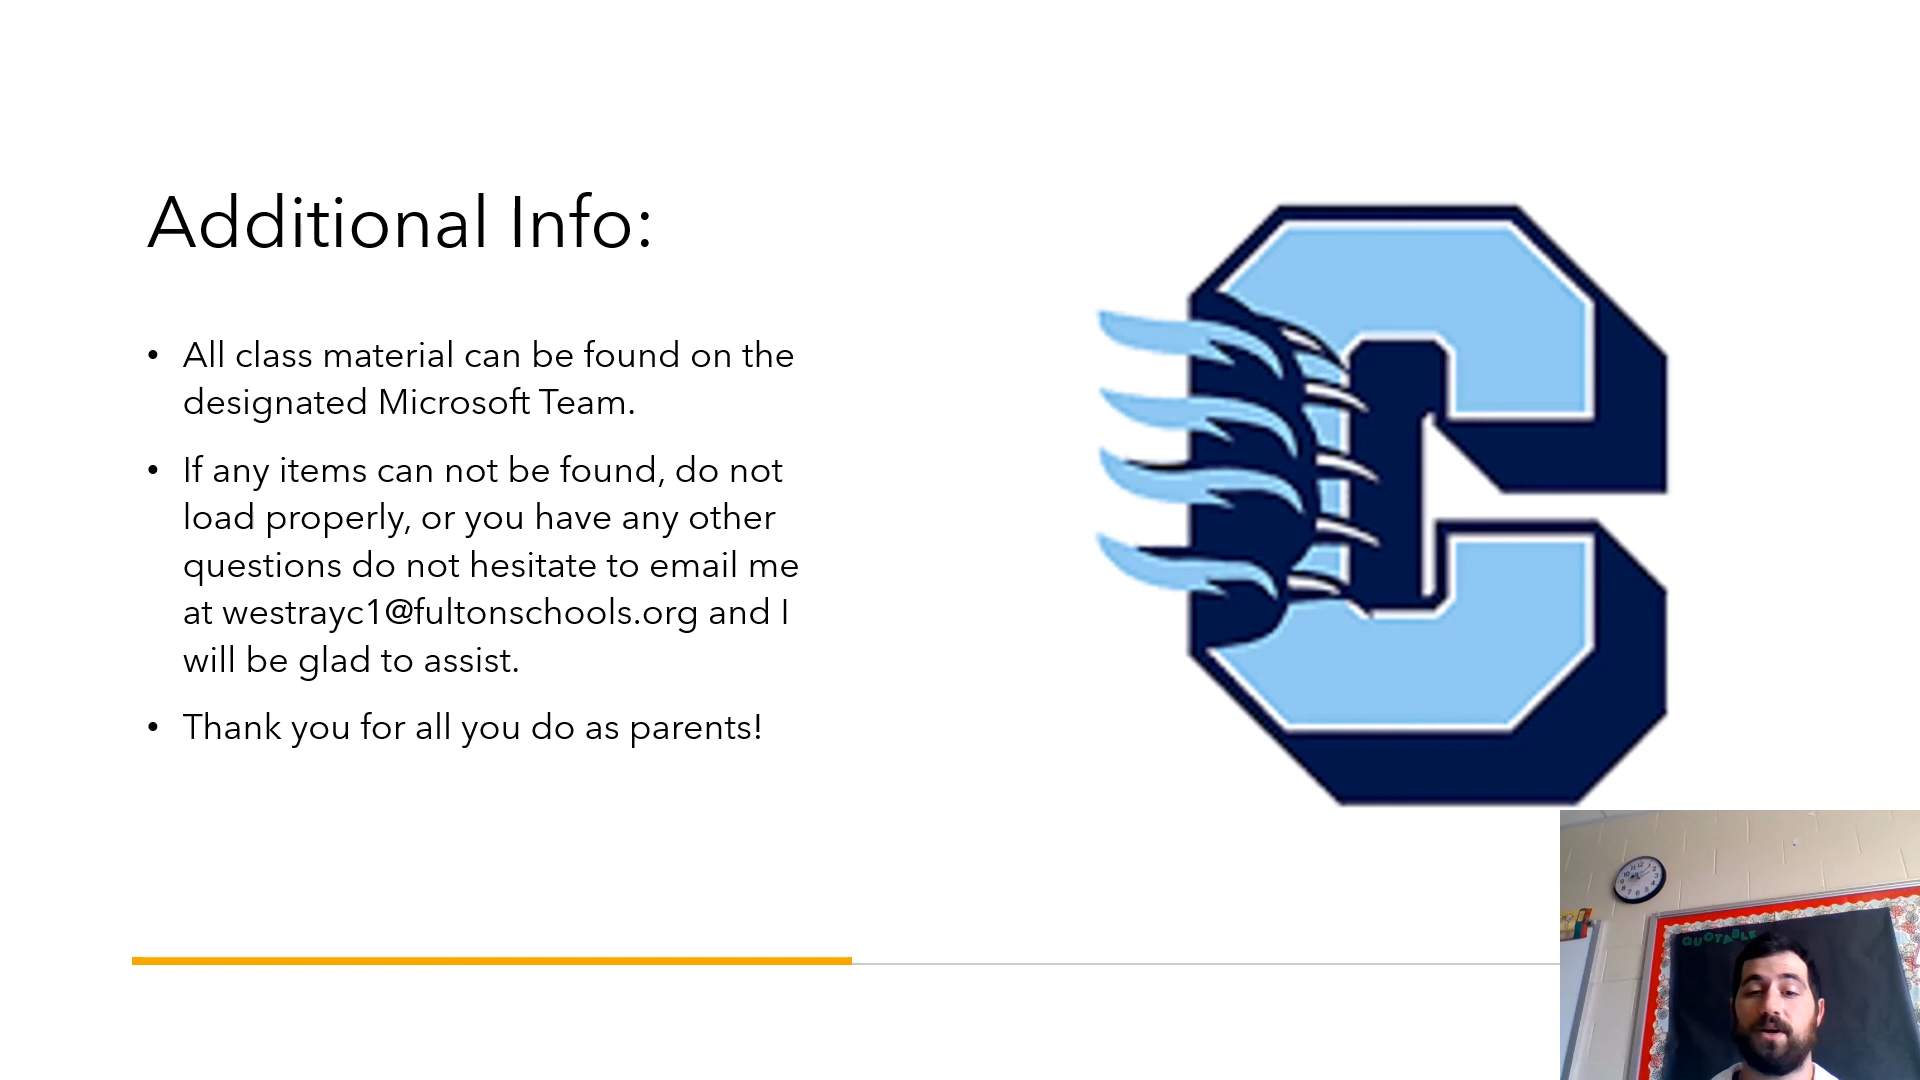 Additional Info:
• All class material can be found on the
designated Microsoft Team.
• If any items can not be found, do not
load properly, or you have any other
questions do not hesitate to email me
at westrayc1@fultonschools.org and I
will be glad to assist.
• Thank you for all you do as parents!
C
QUOTABLE